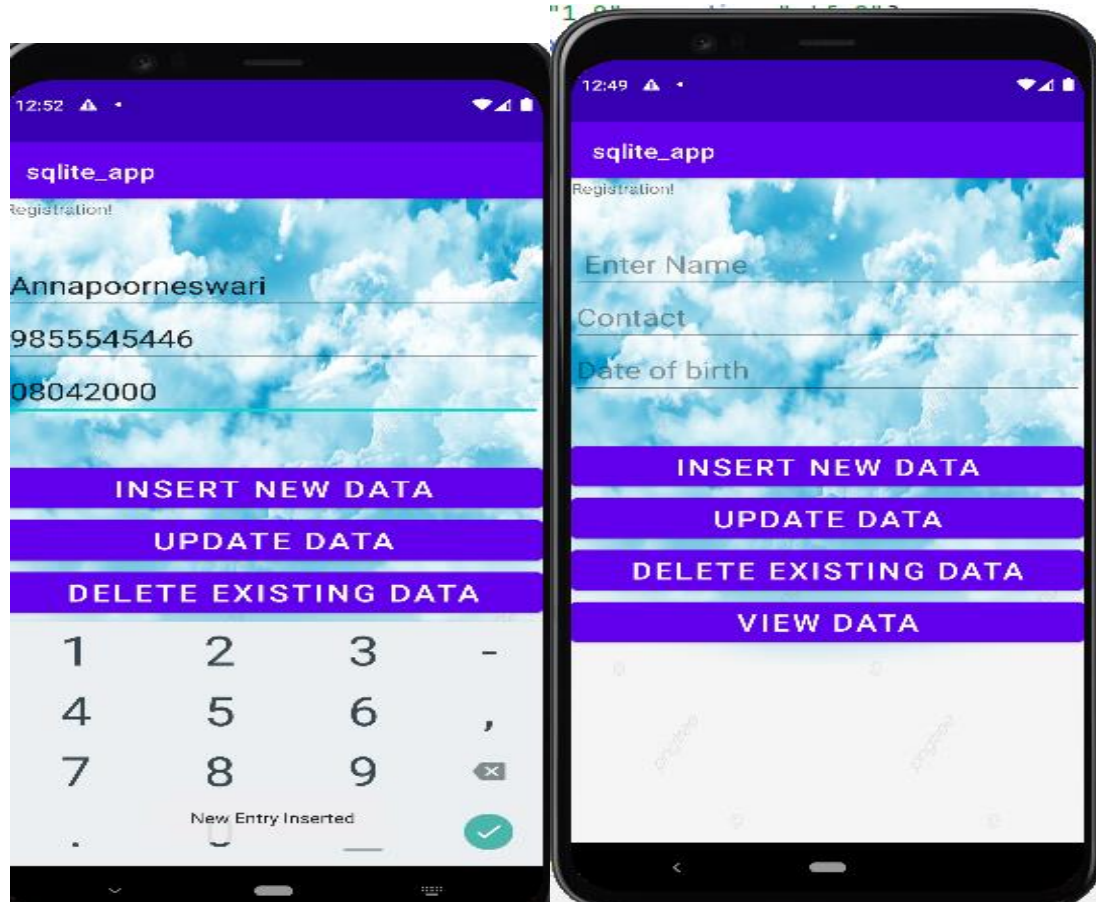 12:52
sqlite_app
Registration!
Annapoorneswari
9855545446
08042000
INSERT NEW DATA
UPDATE DATA
DELETE EXISTING DATA
1 2 3 -
4 5 6 ,
7 8 9
New Entry Inserted
.
12:49
sqlite_app
Registration!
Enter Name
Contact
Date of birth
INSERT NEW DATA
UPDATE DATA
DELETE EXISTING DATA
VIEW DATA
pngtree
pngtree